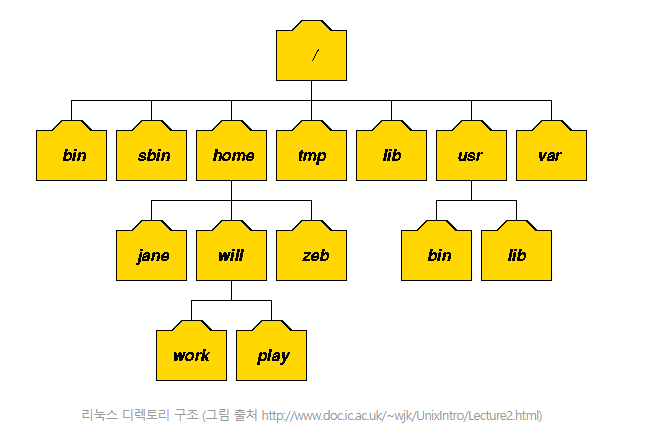 /
bin sbin home tmp lib usr var
jane will zeb bin lib
work play
리눅스 디렉토리 구조 (그림 출처 http://www.doc.ic.ac.uk/~wjk/UnixIntro/Lecture2.html)